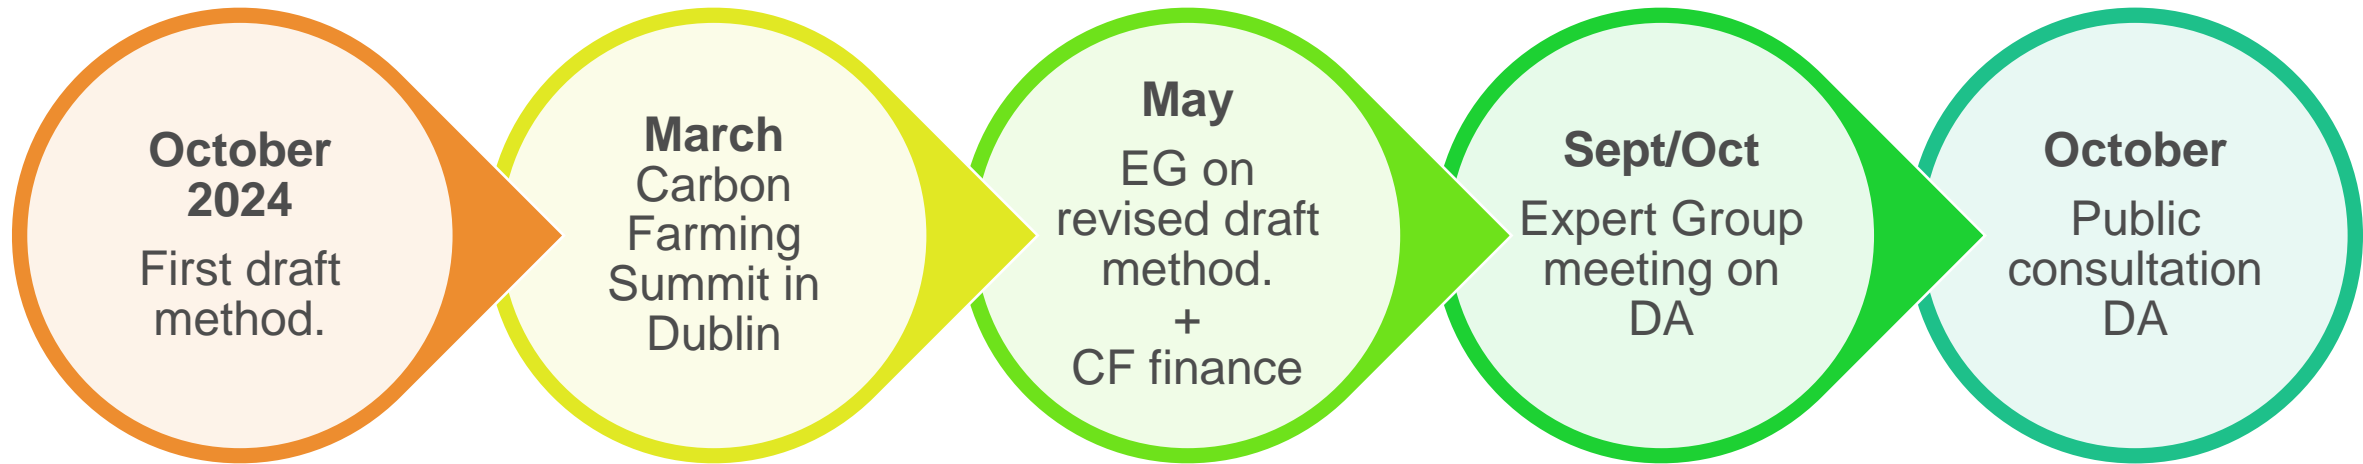 October
2024
First draft
method.
March
Carbon
Farming
Summit in
Dublin
May
EG on
revised draft
method.
+
CF finance
Sept/Oct
Expert Group
meeting on
DA
October
Public
consultation
DA